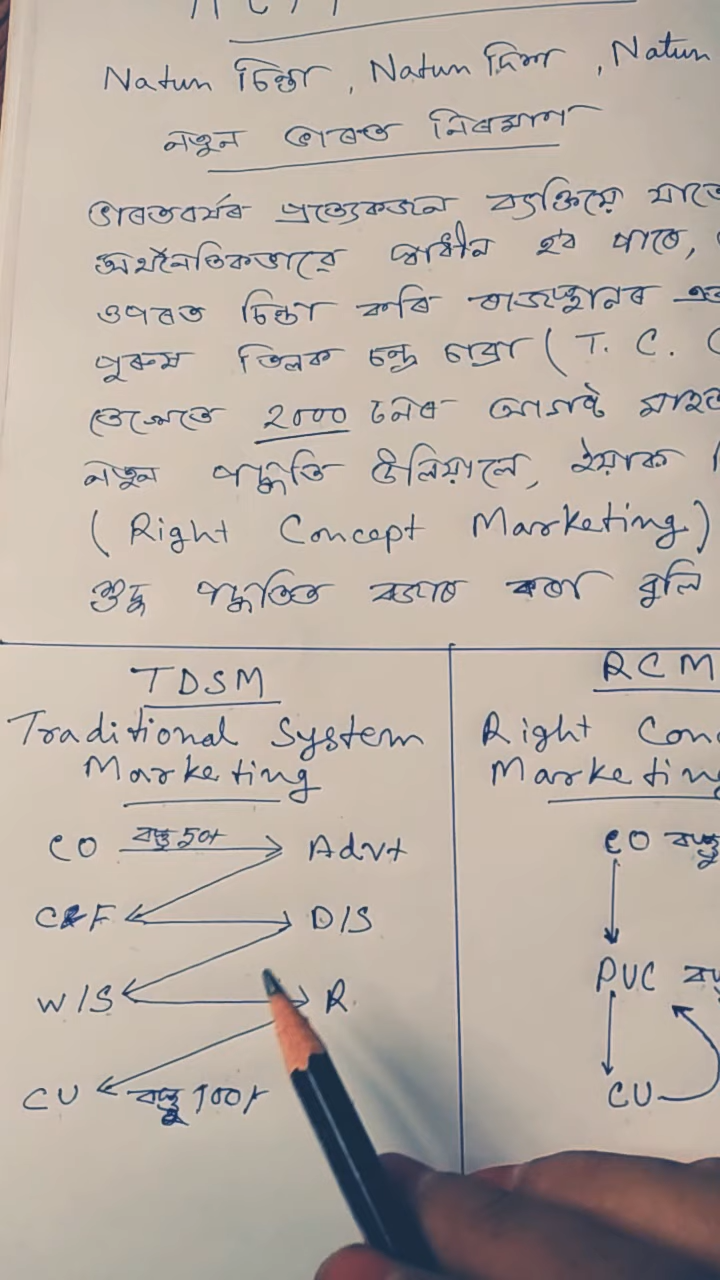 Natun চিন্তা, Natun দিশা, Natun
নতুন ভাৰত নিৰমাণ
ভাৰতবৰ্ষৰ প্ৰত্যেকজন ব্যক্তিয়ে যাতে
অৰ্থনৈতিকভাৱে স্বাধীন হব পাৰে,
ওপৰত চিন্তা কৰি ৰাজস্থানৰ
পুৰুষ তিলক চন্দ্ৰ চাব্ৰা ( T. C.
তেখেতে 2000 চনৰ আগষ্ট মাহত
নতুন পদ্ধতি উলিয়ালে, ইয়াক
( Right Concept Marketing )
শুদ্ধ পদ্ধতিত বজাৰ কৰা বুলি
TDSM
Traditional System
Marketing
CO বস্তু 50৳ Advt
C&F D/S
W/S R
CU বস্তু 100৳
RCM
Right
Marketing
CO বস্তু
PUC
CU